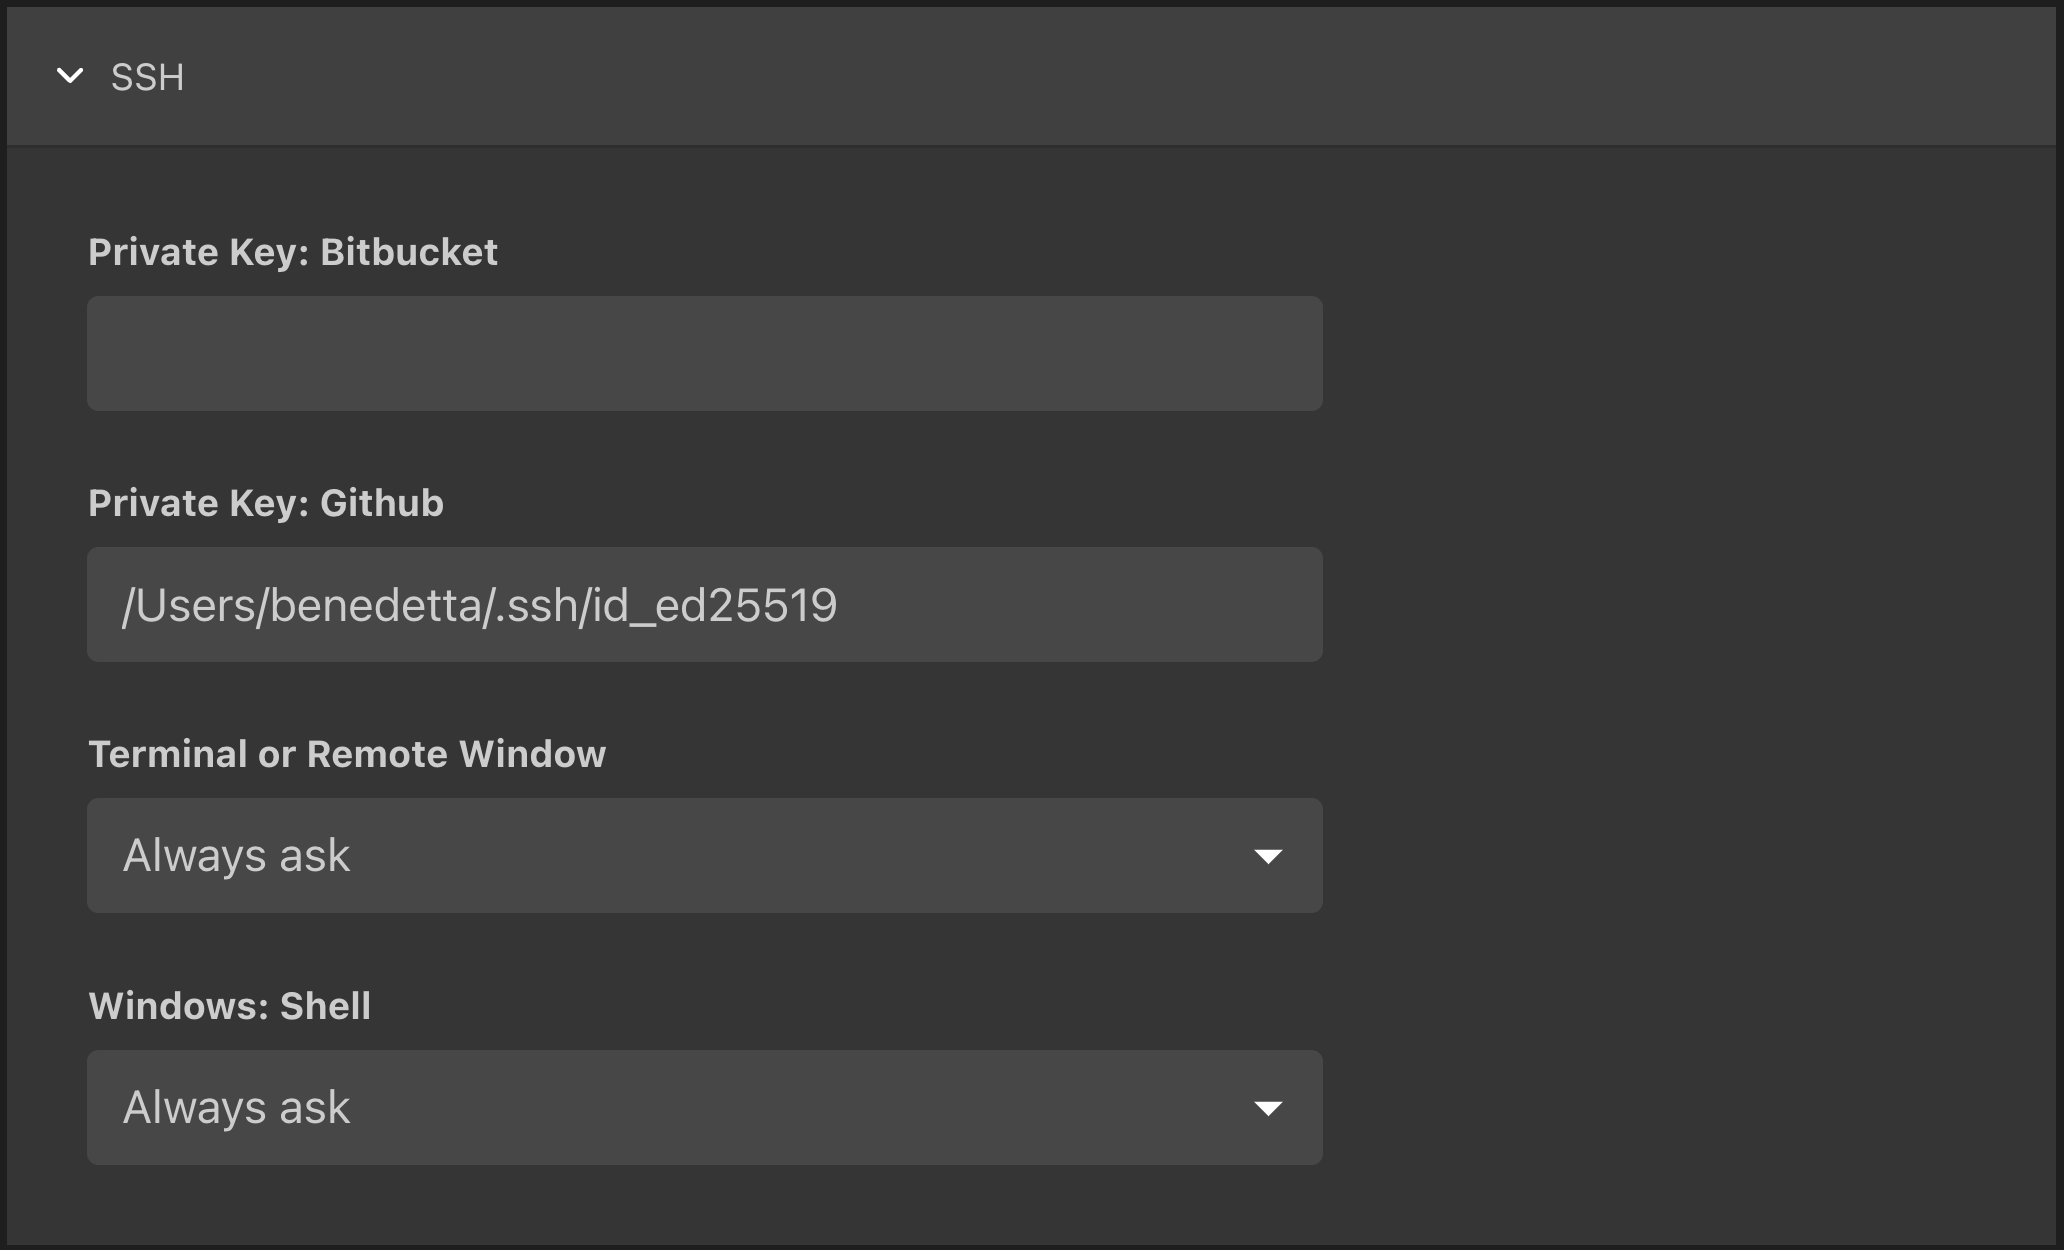 SSH
Private Key: Bitbucket
Private Key: Github
/Users/benedetta/.ssh/id_ed25519
Terminal or Remote Window
Always ask
Windows: Shell
Always ask